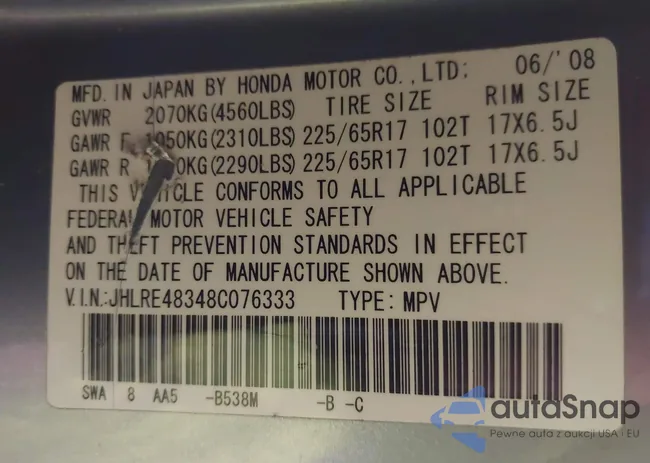 MFD. IN JAPAN BY HONDA MOTOR CO., LTD: 06/'08
GVWR 2070KG(4560LBS) TIRE SIZE RIM SIZE
GAWR F 1050KG(2310LBS) 225/65R17 102T 17X6.5J
GAWR R 0KG(2290LBS) 225/65R17 102T 17X6.5J
THIS VEHICLE CONFORMS TO ALL APPLICABLE
FEDERAL MOTOR VEHICLE SAFETY
AND THEFT PREVENTION STANDARDS IN EFFECT
ON THE DATE OF MANUFACTURE SHOWN ABOVE.
V.I.N.:JHLRE48348C076333 TYPE: MPV
SWA 8 AA5 -B538M -B -C
autoSnap
Pewne auta z aukcji USA i EU